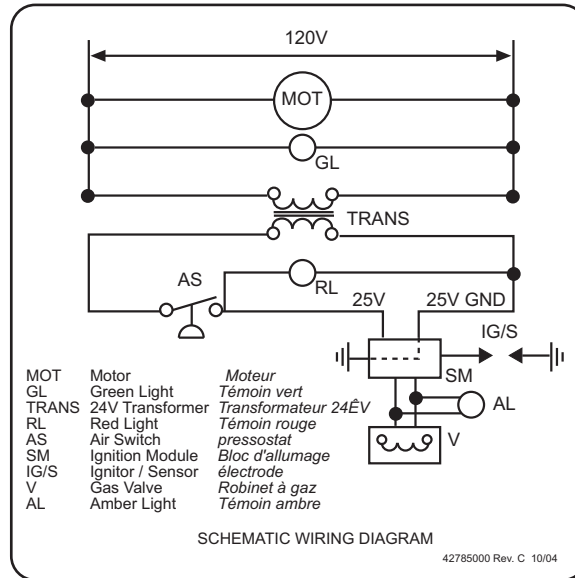 120V
MOT
GL
TRANS
AS
RL
25V
25V GND
IG/S
SM
AL
V
MOT Motor Moteur
GL Green Light Témoin vert
TRANS 24V Transformer Transformateur 24ÊV
RL Red Light Témoin rouge
AS Air Switch pressostat
SM Ignition Module Bloc d'allumage
IG/S Ignitor / Sensor électrode
V Gas Valve Robinet à gaz
AL Amber Light Témoin ambre
SCHEMATIC WIRING DIAGRAM
42785000 Rev. C 10/04